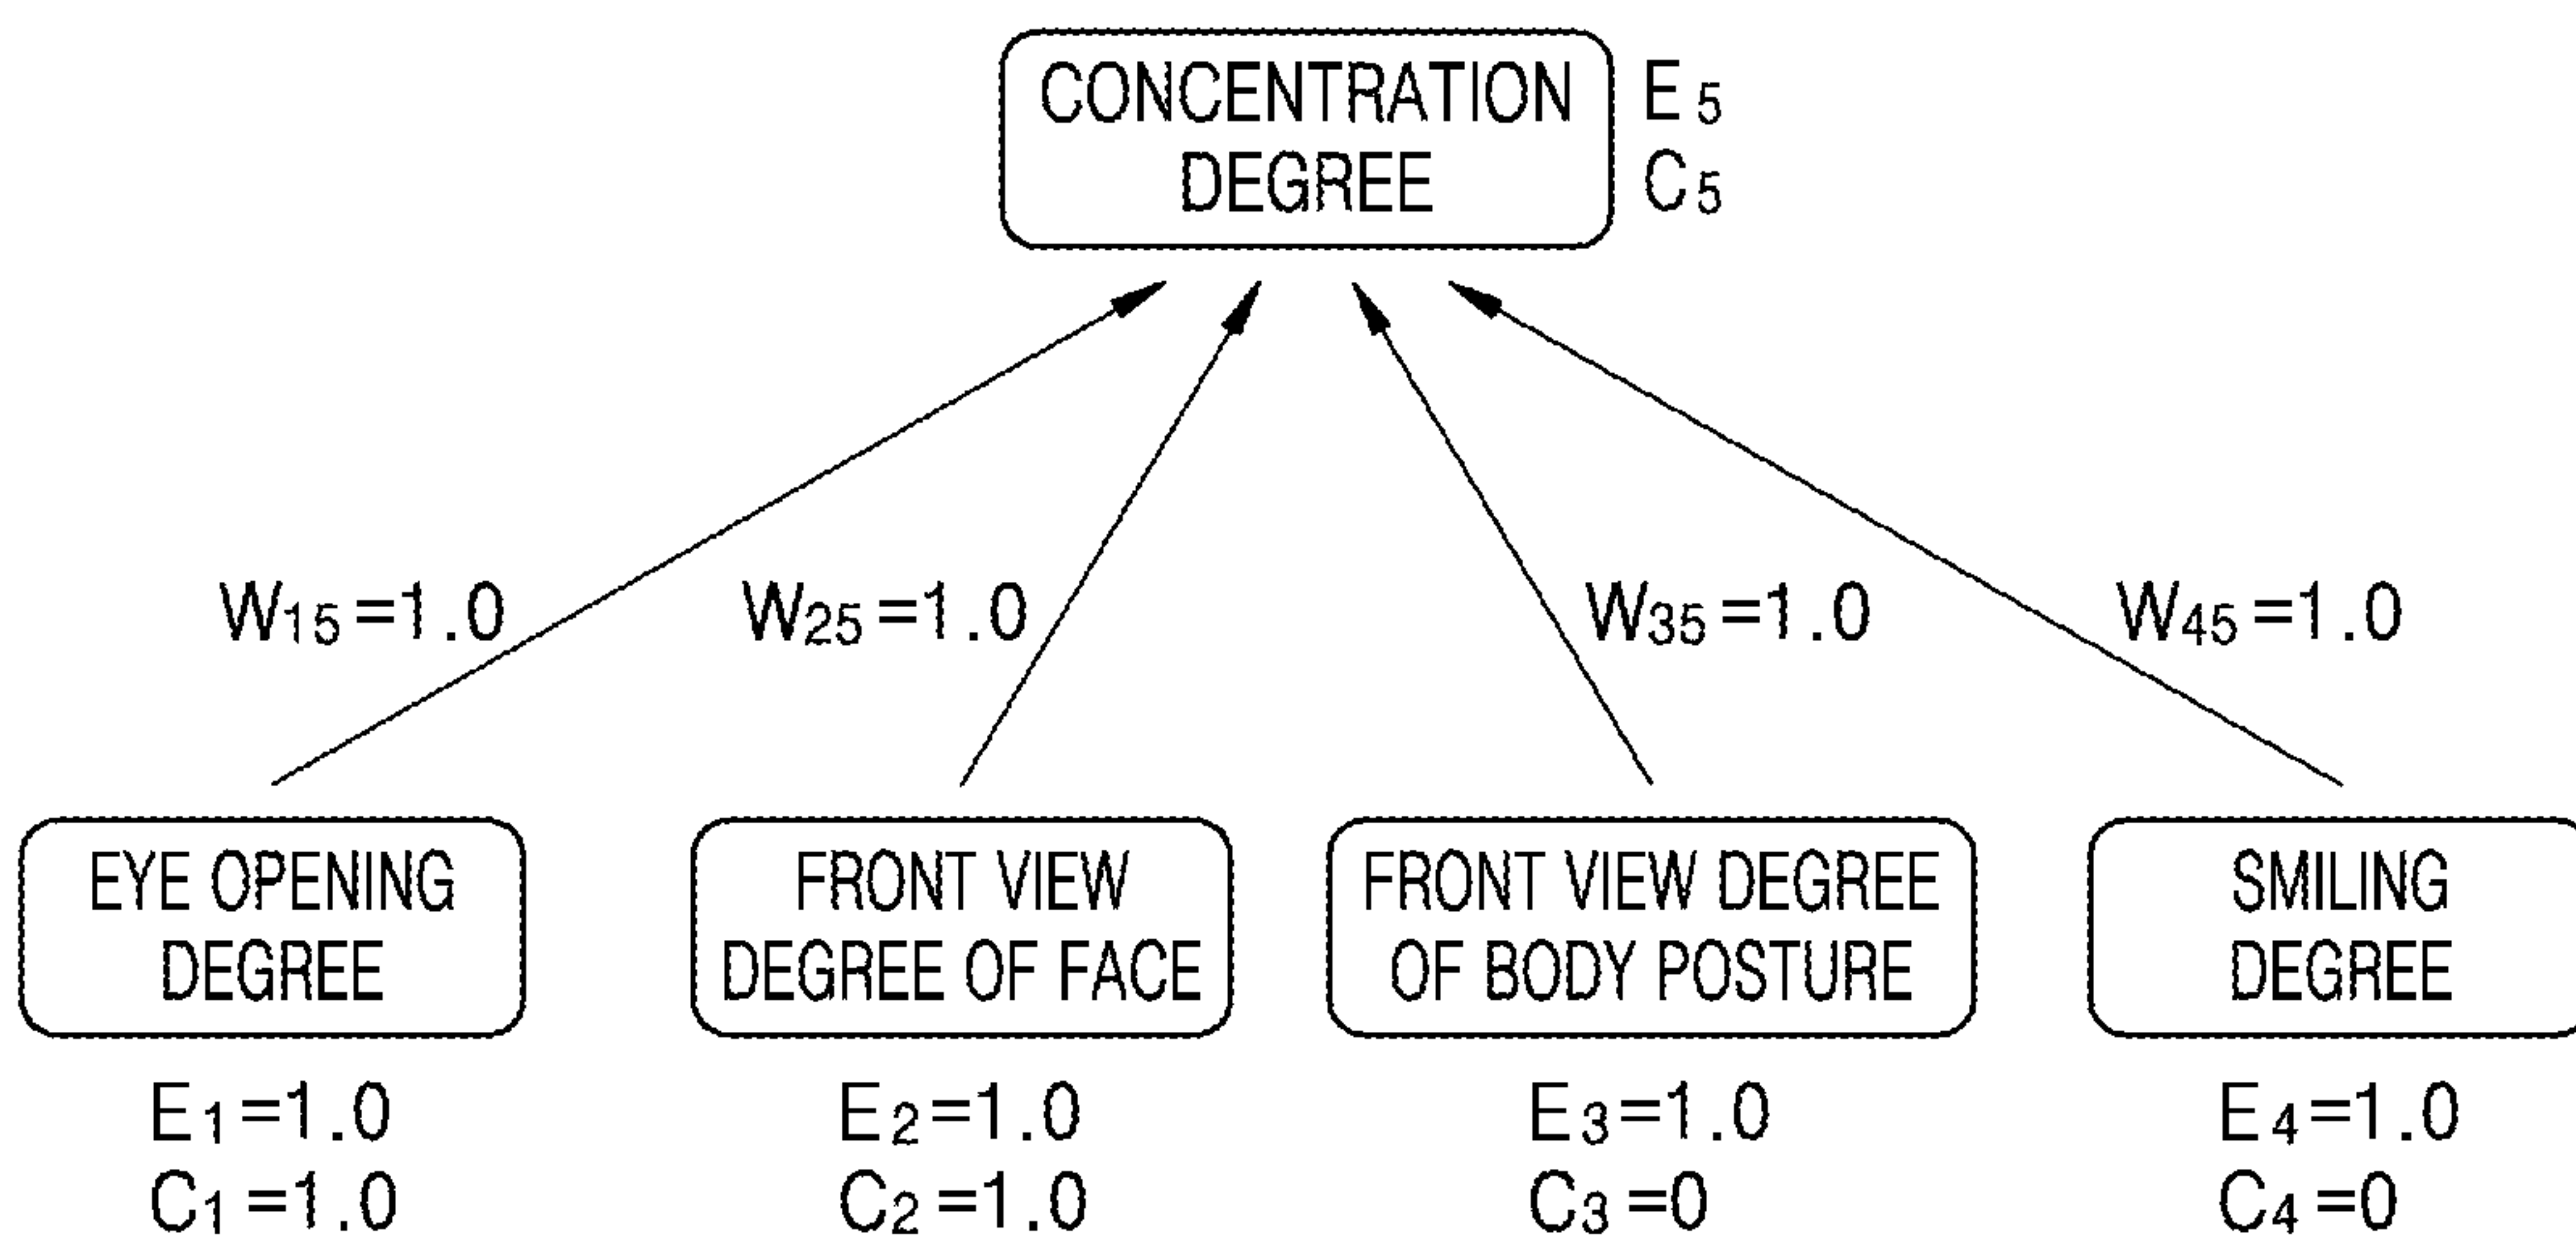 CONCENTRATION
DEGREE
E5
C5
W15=1.0
W25=1.0
W35=1.0
W45=1.0
EYE OPENING
DEGREE
FRONT VIEW
DEGREE OF FACE
FRONT VIEW DEGREE
OF BODY POSTURE
SMILING
DEGREE
E1=1.0
C1=1.0
E2=1.0
C2=1.0
E3=1.0
C3=0
E4=1.0
C4=0